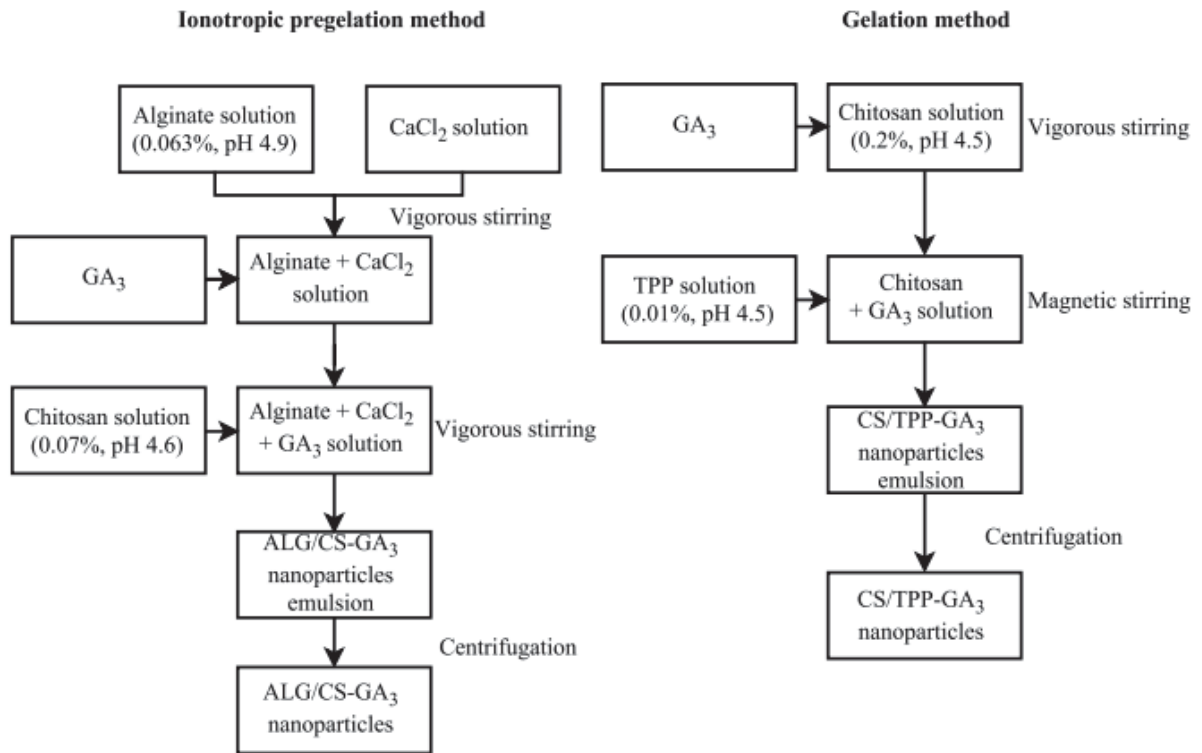 Ionotropic pregelation method
Alginate solution
(0.063%, pH 4.9)
CaCl₂ solution
Vigorous stirring
GA₃
Alginate + CaCl₂
solution
Chitosan solution
(0.07%, pH 4.6)
Alginate + CaCl₂
+ GA₃ solution
Vigorous stirring
ALG/CS-GA₃
nanoparticles
emulsion
Centrifugation
ALG/CS-GA₃
nanoparticles
Gelation method
GA₃
Chitosan solution
(0.2%, pH 4.5)
Vigorous stirring
TPP solution
(0.01%, pH 4.5)
Chitosan
+ GA₃ solution
Magnetic stirring
CS/TPP-GA₃
nanoparticles
emulsion
Centrifugation
CS/TPP-GA₃
nanoparticles